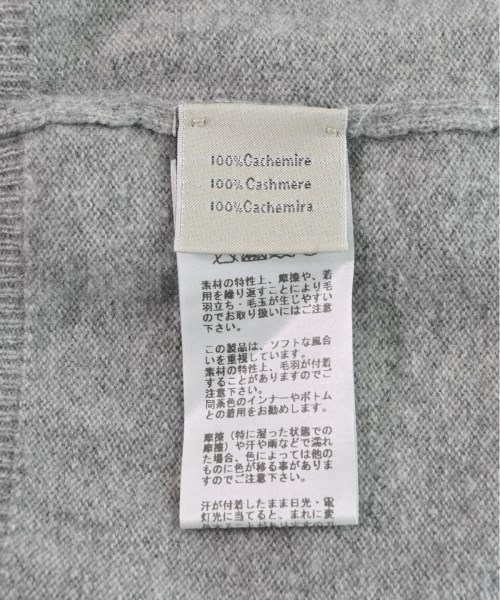 100%Cachemire
100%Cashmere
100%Cachemira
素材の特性上、摩擦や、着
用を繰り返すことにより毛
羽立ち・毛玉が生じやすい
のでお取り扱いにはご注意
下さい。
この製品は、ソフトな風合
いを重視しています。
素材の特性上、毛羽が付着
することがありますのでご
注意下さい。
同系色のインナーやボトム
との着用をお勧めします。
摩擦（特に湿った状態での
摩擦）や汗や雨などで濡れ
た場合、色によっては他の
ものに色が移る事がありま
すのでご注意下さい。
汗が付着したまま日光・電
灯光に当てると、まれに変